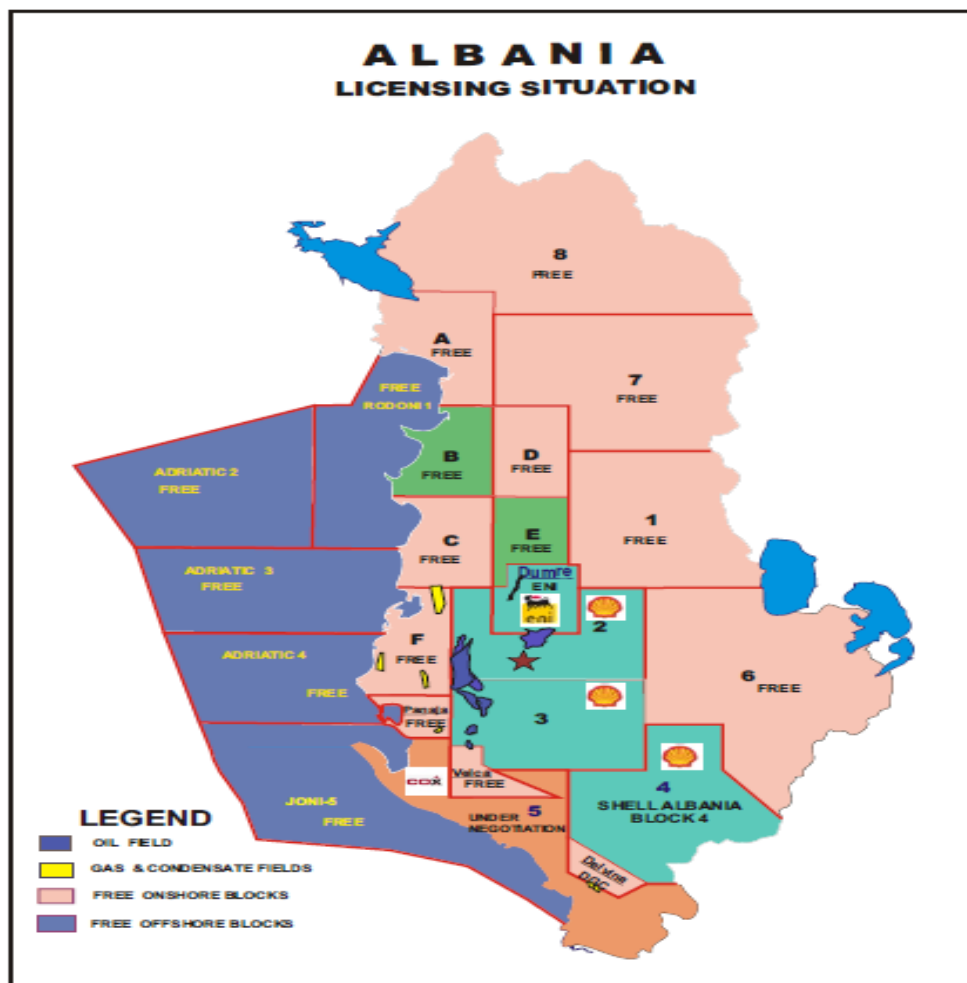 ALBANIA
LICENSING SITUATION
8
FREE
A
FREE
7
FREE
FREE
RODONI 1
B
FREE
D
FREE
ADRIATIC 2
FREE
1
FREE
C
FREE
E
FREE
ADRIATIC 3
FREE
Dumre
ENI
eni
2
F
FREE
ADRIATIC 4
FREE
6
FREE
Panaja
FREE
3
Velca
FREE
4
SHELL ALBANIA
BLOCK 4
JONI-5
FREE
5
UNDER
NEGOTIATION
Delvine
LEGEND
OIL FIELD
GAS & CONDENSATE FIELDS
FREE ONSHORE BLOCKS
FREE OFFSHORE BLOCKS